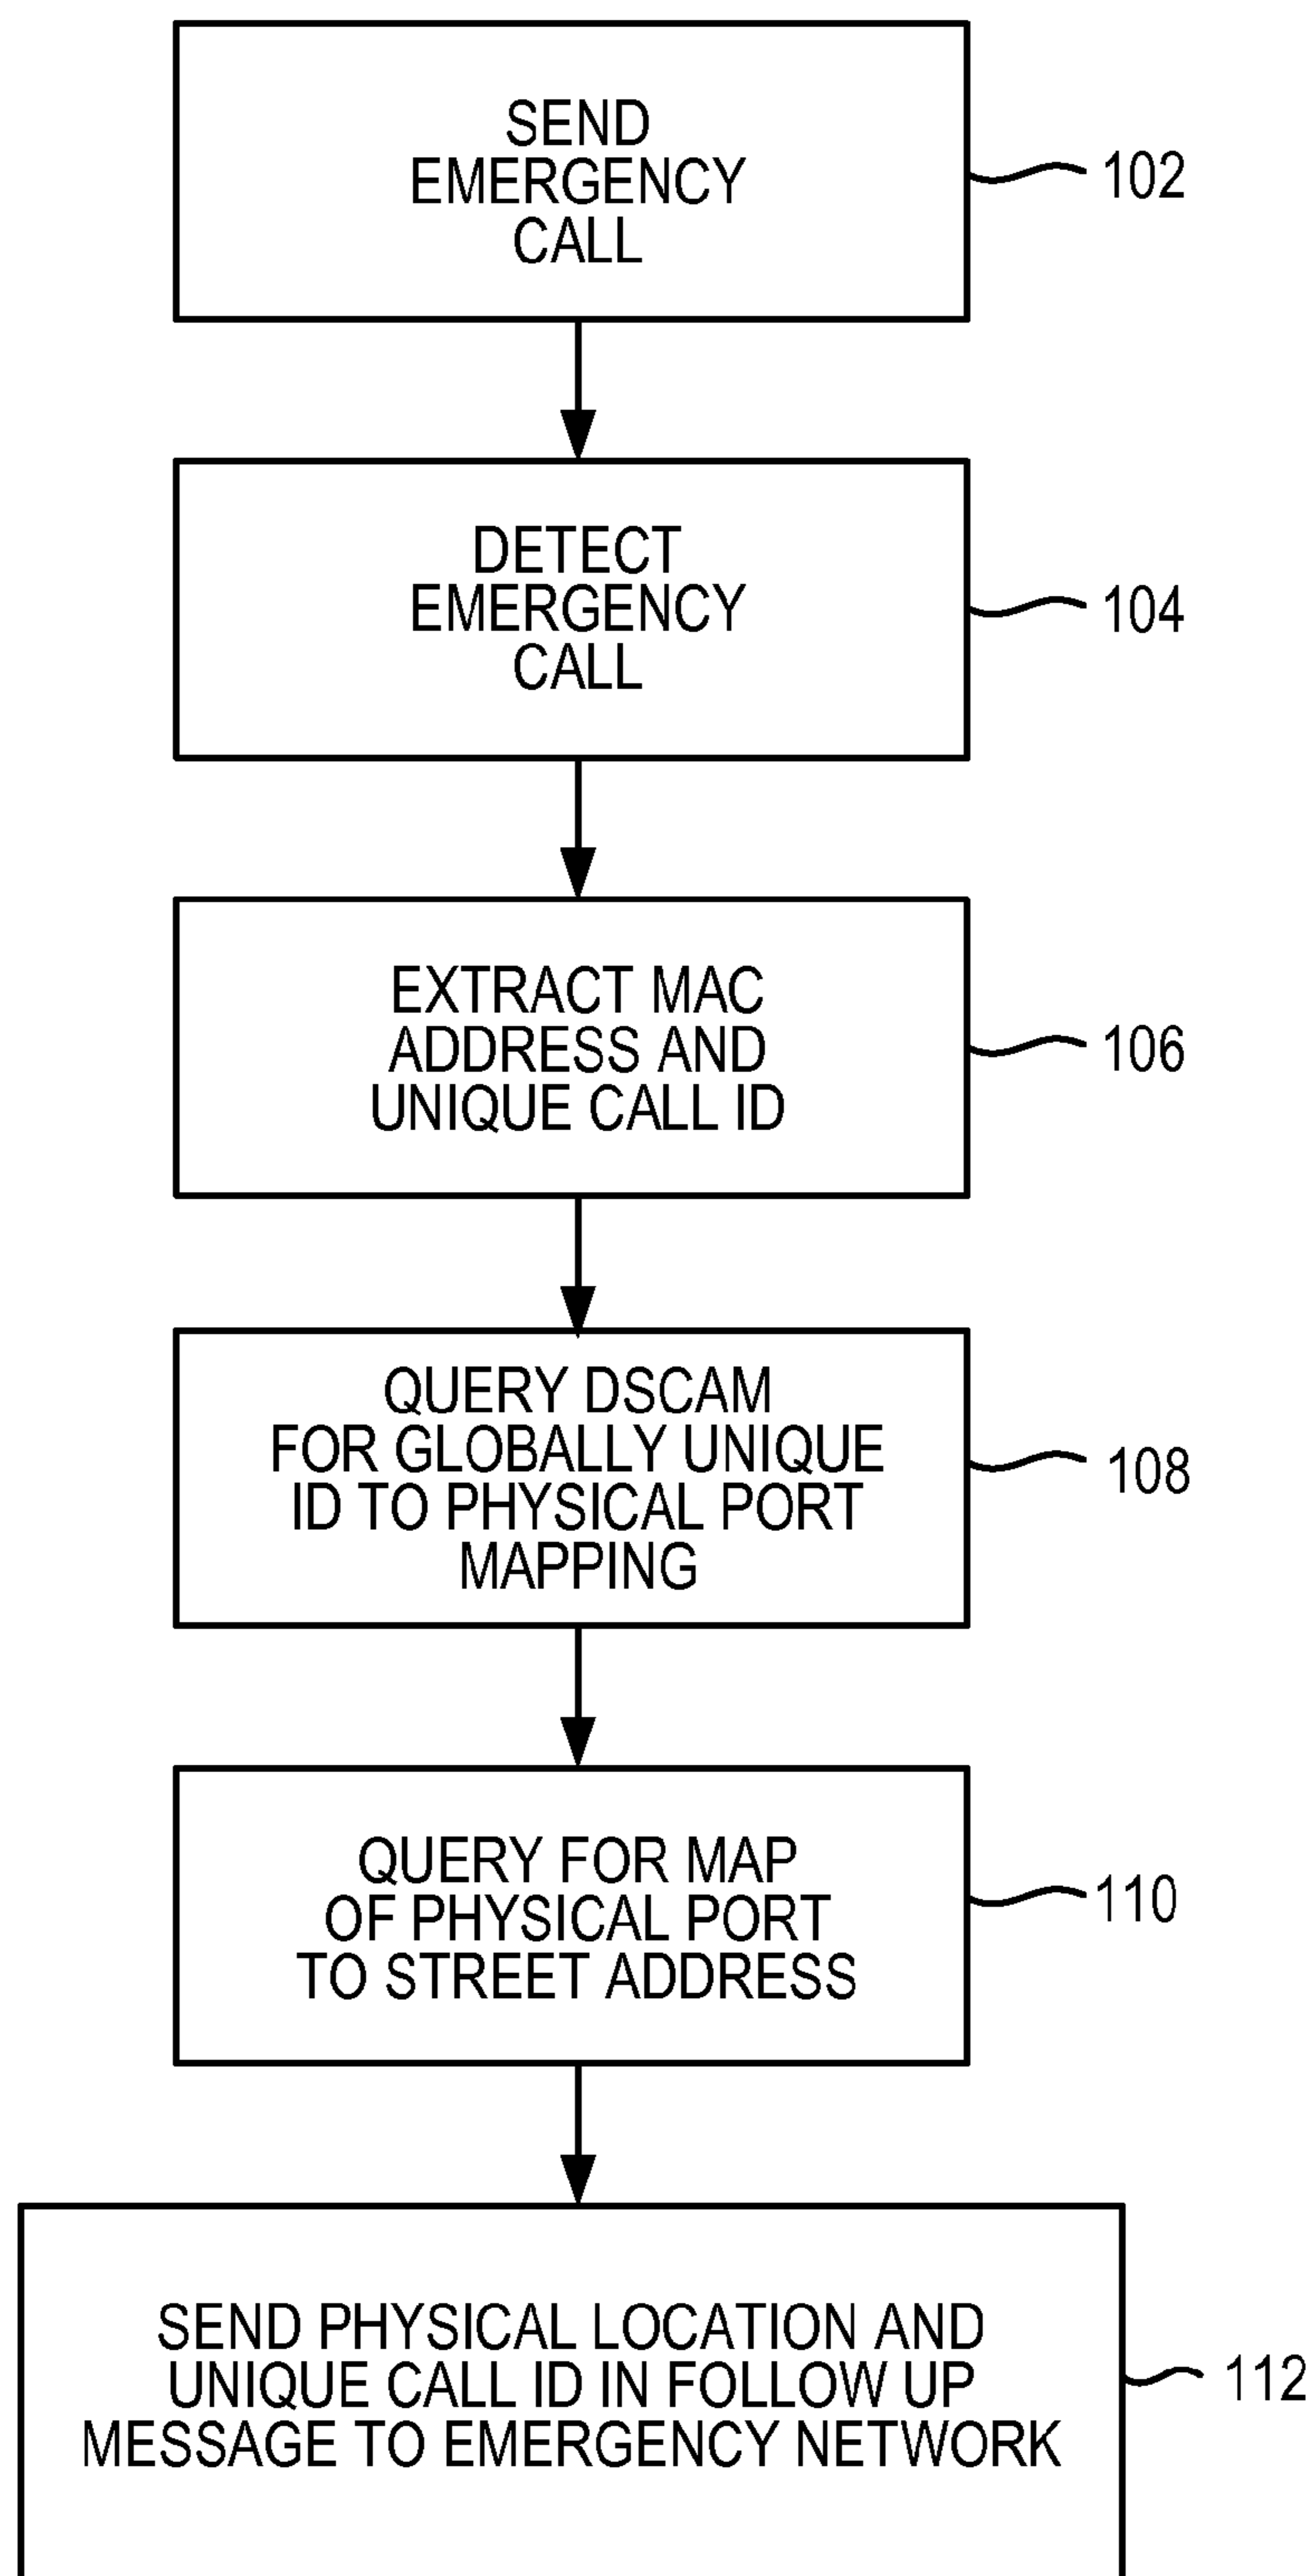 SEND
EMERGENCY
CALL
102
DETECT
EMERGENCY
CALL
104
EXTRACT MAC
ADDRESS AND
UNIQUE CALL ID
106
QUERY DSCAM
FOR GLOBALLY UNIQUE
ID TO PHYSICAL PORT
MAPPING
108
QUERY FOR MAP
OF PHYSICAL PORT
TO STREET ADDRESS
110
SEND PHYSICAL LOCATION AND
UNIQUE CALL ID IN FOLLOW UP
MESSAGE TO EMERGENCY NETWORK
112